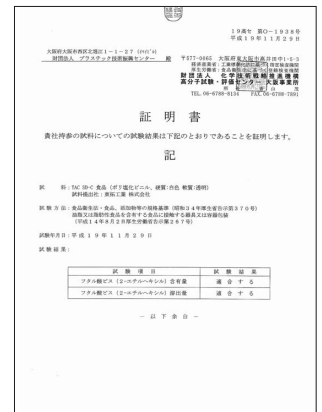 19高セ 第O-1938号
平成19年11月29日
大阪府大阪市西区北堀江1-1-27
財団法人 プラスチック技術振興センター 殿
〒577-0065 大阪府東大阪市高井田中1-5-3
財団法人 化学技術戦略推進機構
高分子試験・評価センター 大阪事業所
TEL.06-6788-8134 FAX.06-6788-7891
証明書
貴社持参の試料についての試験結果は下記のとおりであることを証明します。
記
試料:TAC SD-C 食品 (ポリ塩化ビニル、硬質:白色 軟質:透明)
試料提出社:東拓工業 株式会社
試験方法:食品衛生法・食品、添加物等の規格基準 (昭和34年厚生省告示第370号)
油脂又は脂肪性食品を含有する食品に接触する器具又は容器包装
(平成14年8月2日厚生労働省告示第267号)
試験年月日:平成19年11月29日
試験結果:
試験項目 試験結果
フタル酸ビス (2-エチルヘキシル) 含有量 適合する
フタル酸ビス (2-エチルヘキシル) 溶出量 適合する
- 以下余白 -